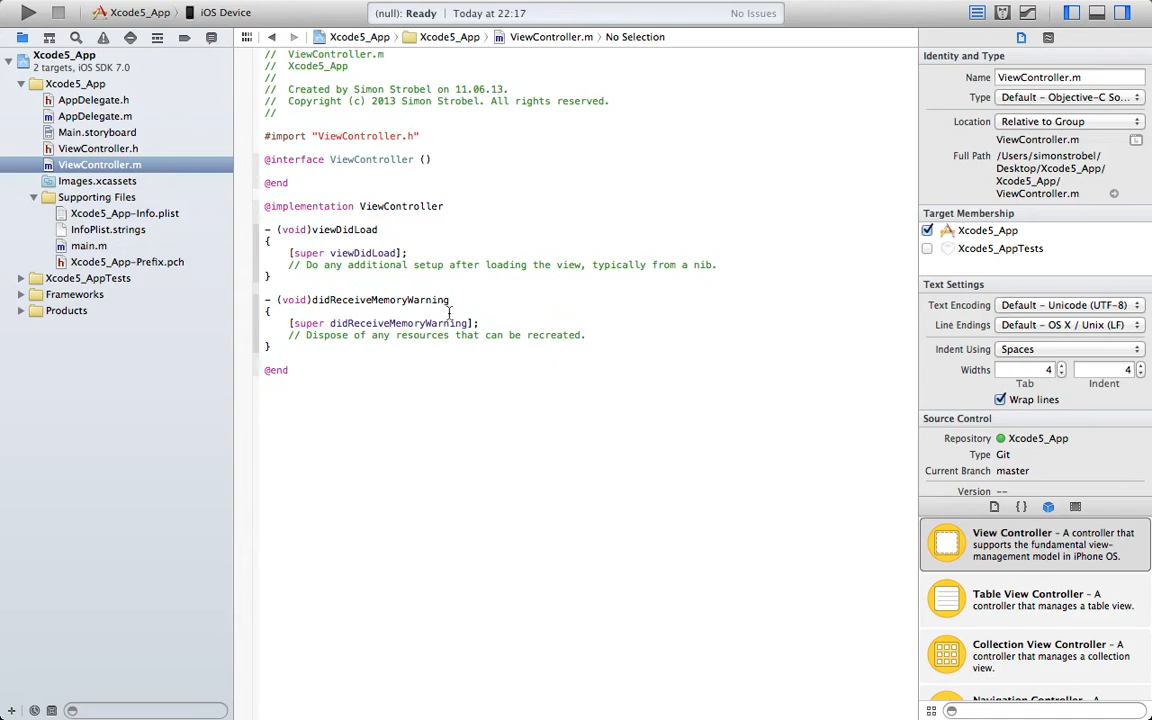 Xcode5_App iOS Device
(null): Ready Today at 22:17 No Issues
Xcode5_App Xcode5_App ViewController.m No Selection
Xcode5_App
2 targets, iOS SDK 7.0
Xcode5_App
AppDelegate.h
AppDelegate.m
Main.storyboard
ViewController.h
ViewController.m
Images.xcassets
Supporting Files
Xcode5_App-Info.plist
InfoPlist.strings
main.m
Xcode5_App-Prefix.pch
Xcode5_AppTests
Frameworks
Products
// ViewController.m
// Xcode5_App
//
// Created by Simon Strobel on 11.06.13.
// Copyright (c) 2013 Simon Strobel. All rights reserved.
//
#import "ViewController.h"
@interface ViewController ()
@end
@implementation ViewController
- (void)viewDidLoad
{
[super viewDidLoad];
// Do any additional setup after loading the view, typically from a nib.
}
- (void)didReceiveMemoryWarning
{
[super didReceiveMemoryWarning];
// Dispose of any resources that can be recreated.
}
@end
Identity and Type
Name ViewController.m
Type Default - Objective-C So...
Location Relative to Group
ViewController.m
Full Path /Users/simonstrobel/
Desktop/Xcode5_App/
Xcode5_App/
ViewController.m
Target Membership
Xcode5_App
Xcode5_AppTests
Text Settings
Text Encoding Default - Unicode (UTF-8)
Line Endings Default - OS X / Unix (LF)
Indent Using Spaces
Widths 4 4
Tab Indent
Wrap lines
Source Control
Repository Xcode5_App
Type Git
Current Branch master
Version --
{ }
View Controller - A controller that
supports the fundamental view-
management model in iPhone OS.
Table View Controller - A
controller that manages a table view.
Collection View Controller - A
controller that manages a collection
view.
Navigation Controller - A